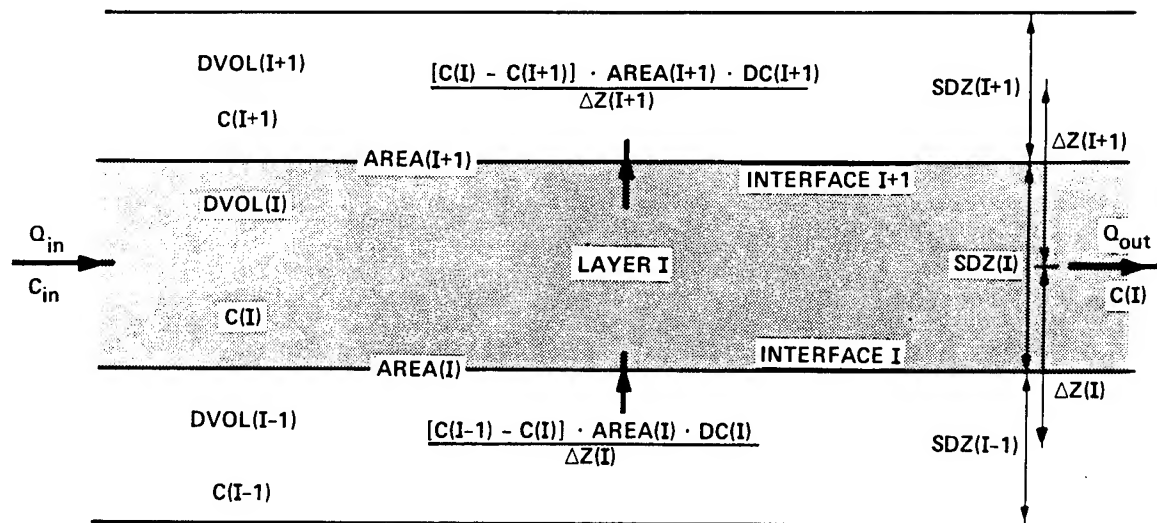 DVOL(I+1)
[C(I) - C(I+1)] · AREA(I+1) · DC(I+1)
ΔZ(I+1)
SDZ(I+1)
C(I+1)
ΔZ(I+1)
AREA(I+1)
INTERFACE I+1
DVOL(I)
Q_in
Q_out
LAYER I
SDZ(I)
C_in
C(I)
C(I)
INTERFACE I
AREA(I)
ΔZ(I)
DVOL(I-1)
[C(I-1) - C(I)] · AREA(I) · DC(I)
ΔZ(I)
SDZ(I-1)
C(I-1)